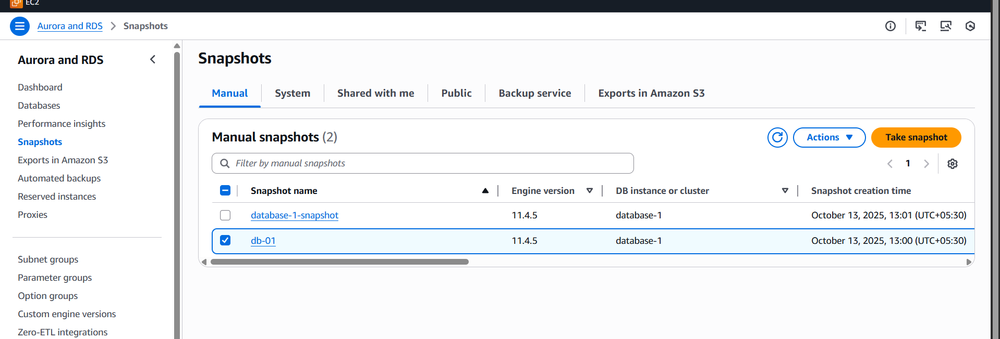 EC2
Aurora and RDS > Snapshots
Aurora and RDS
Dashboard
Databases
Performance insights
Snapshots
Exports in Amazon S3
Automated backups
Reserved instances
Proxies
Subnet groups
Parameter groups
Option groups
Custom engine versions
Zero-ETL integrations
Snapshots
Manual System Shared with me Public Backup service Exports in Amazon S3
Manual snapshots (2)
Actions Take snapshot
Filter by manual snapshots
1
Snapshot name Engine version DB instance or cluster Snapshot creation time
database-1-snapshot 11.4.5 database-1 October 13, 2025, 13:01 (UTC+05:30)
db-01 11.4.5 database-1 October 13, 2025, 13:00 (UTC+05:30)